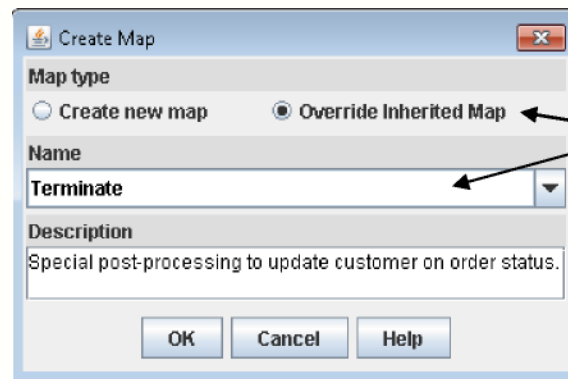 Create Map
Map type
Create new map Override Inherited Map
Name
Terminate
Description
Special post-processing to update customer on order status.
OK Cancel Help